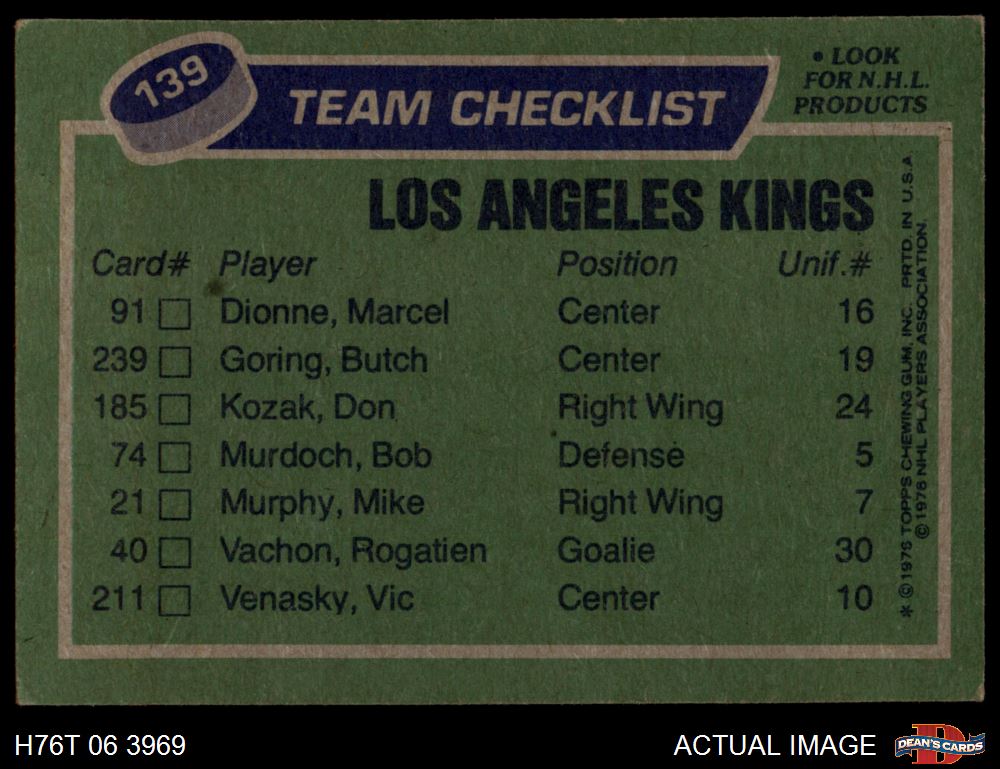 139
TEAM CHECKLIST
• LOOK
FOR N.H.L.
PRODUCTS
LOS ANGELES KINGS
Card# Player Position Unif.#
91 Dionne, Marcel Center 16
239 Goring, Butch Center 19
185 Kozak, Don Right Wing 24
74 Murdoch, Bob Defense 5
21 Murphy, Mike Right Wing 7
40 Vachon, Rogatien Goalie 30
211 Venasky, Vic Center 10
* © 1976 TOPPS CHEWING GUM, INC. PRTD. IN U.S.A.
© 1976 NHL PLAYERS ASSOCIATION.
H76T 06 3969
ACTUAL IMAGE
D
DEAN'S CARDS